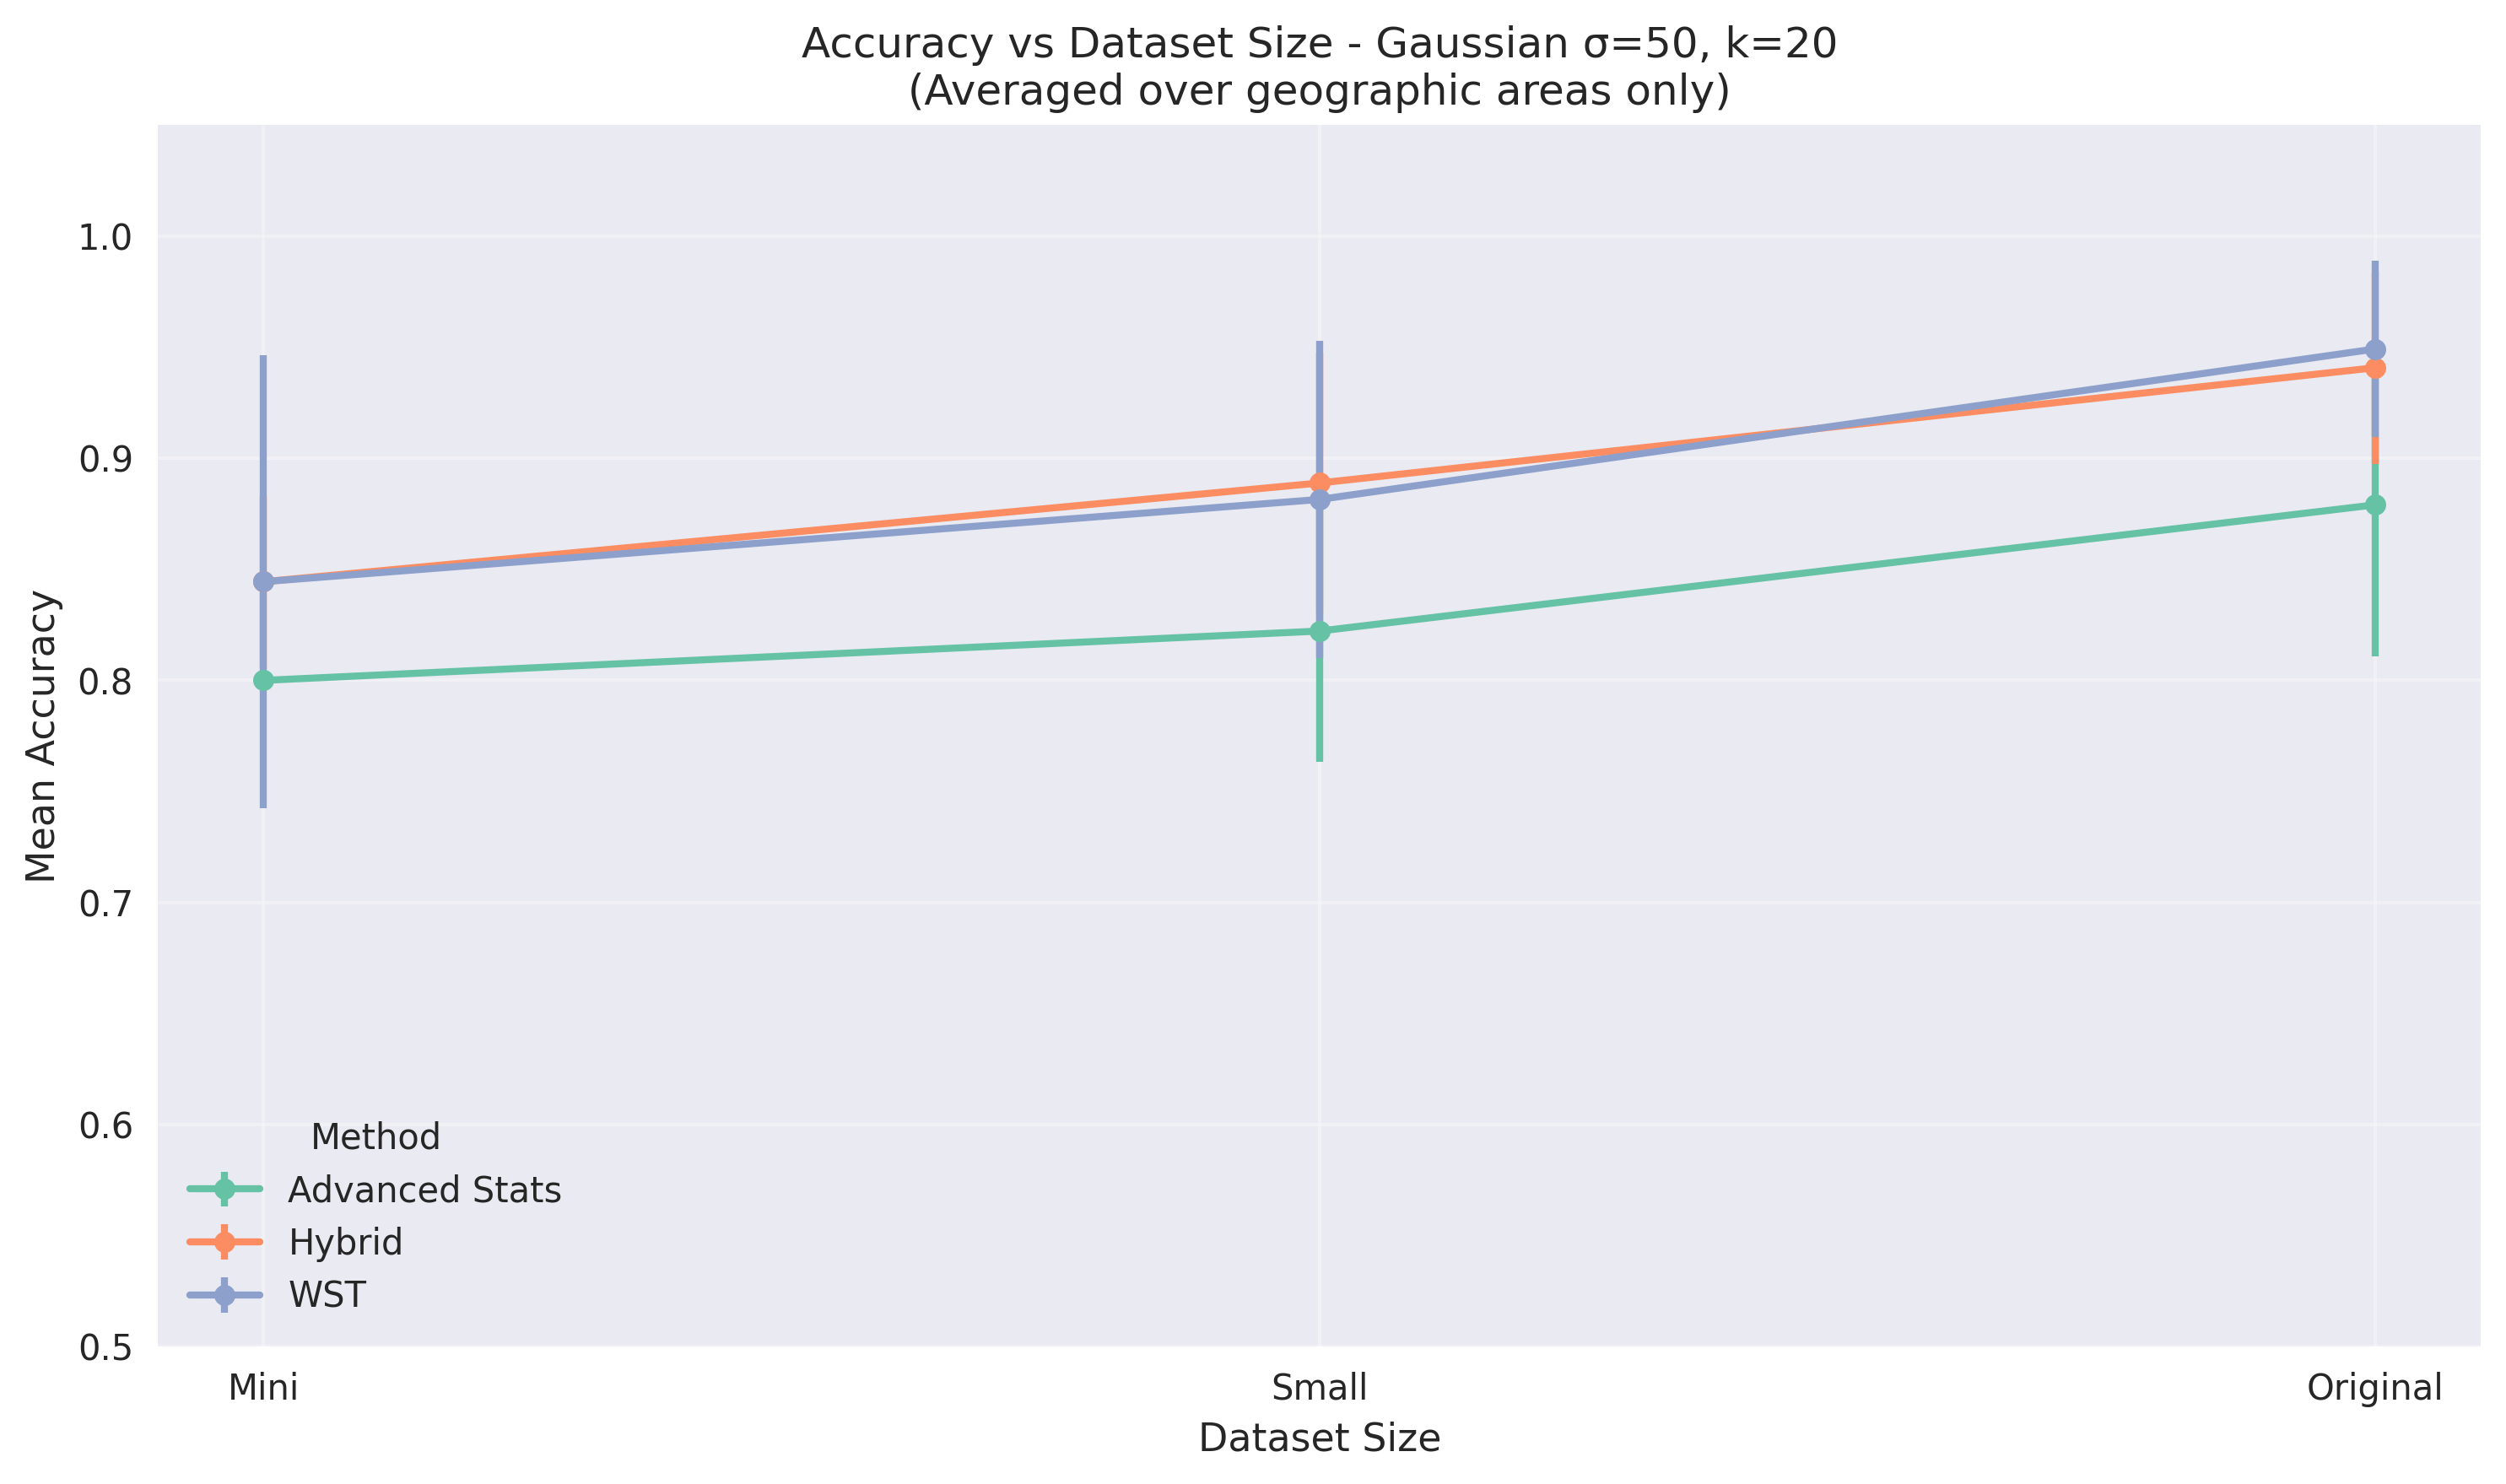 Accuracy vs Dataset Size - Gaussian σ=50, k=20
(Averaged over geographic areas only)
Mean Accuracy
1.0
0.9
0.8
0.7
0.6
0.5
Method
Advanced Stats
Hybrid
WST
Mini
Small
Original
Dataset Size